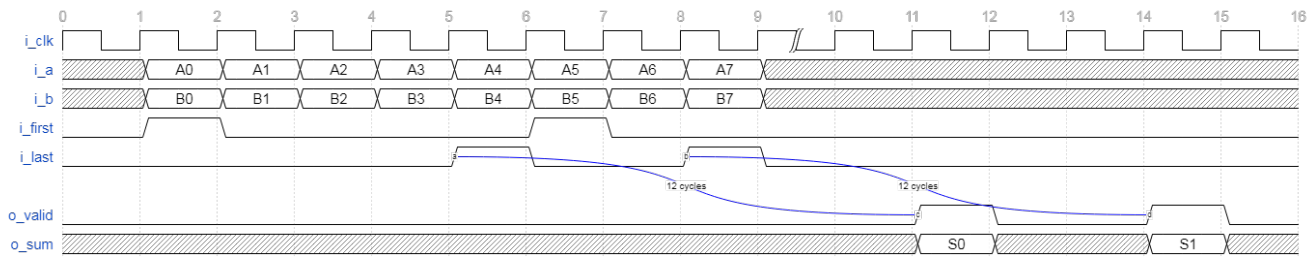 0 1 2 3 4 5 6 7 8 9 10 11 12 13 14 15 16
i_clk
i_a A0 A1 A2 A3 A4 A5 A6 A7
i_b B0 B1 B2 B3 B4 B5 B6 B7
i_first
i_last a b
12 cycles 12 cycles
o_valid c d
o_sum S0 S1